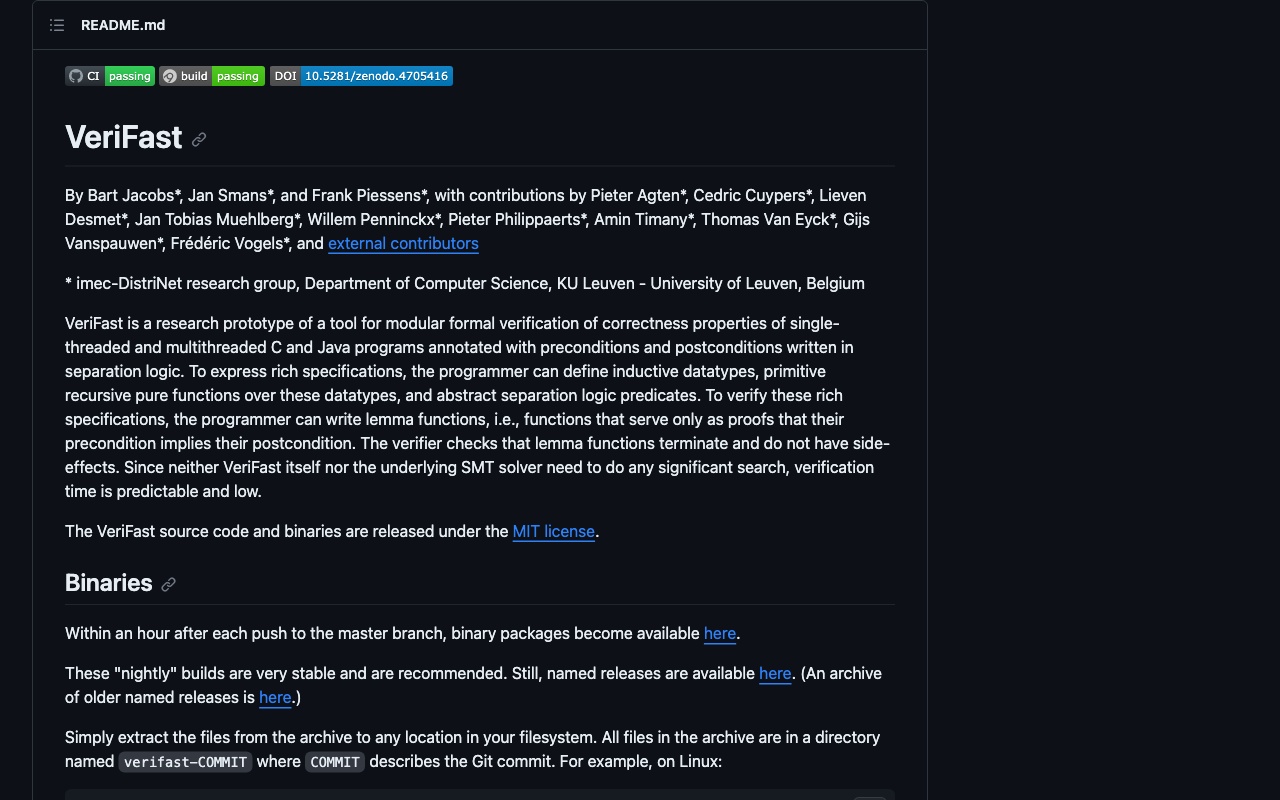 README.md
CI passing build passing DOI 10.5281/zenodo.4705416
VeriFast
By Bart Jacobs*, Jan Smans*, and Frank Piessens*, with contributions by Pieter Agten*, Cedric Cuypers*, Lieven
Desmet*, Jan Tobias Muehlberg*, Willem Penninckx*, Pieter Philippaerts*, Amin Timany*, Thomas Van Eyck*, Gijs
Vanspauwen*, Frédéric Vogels*, and external contributors
* imec-DistriNet research group, Department of Computer Science, KU Leuven - University of Leuven, Belgium
VeriFast is a research prototype of a tool for modular formal verification of correctness properties of single-
threaded and multithreaded C and Java programs annotated with preconditions and postconditions written in
separation logic. To express rich specifications, the programmer can define inductive datatypes, primitive
recursive pure functions over these datatypes, and abstract separation logic predicates. To verify these rich
specifications, the programmer can write lemma functions, i.e., functions that serve only as proofs that their
precondition implies their postcondition. The verifier checks that lemma functions terminate and do not have side-
effects. Since neither VeriFast itself nor the underlying SMT solver need to do any significant search, verification
time is predictable and low.
The VeriFast source code and binaries are released under the MIT license.
Binaries
Within an hour after each push to the master branch, binary packages become available here.
These "nightly" builds are very stable and are recommended. Still, named releases are available here. (An archive
of older named releases is here.)
Simply extract the files from the archive to any location in your filesystem. All files in the archive are in a directory
named verifast-COMMIT where COMMIT describes the Git commit. For example, on Linux: